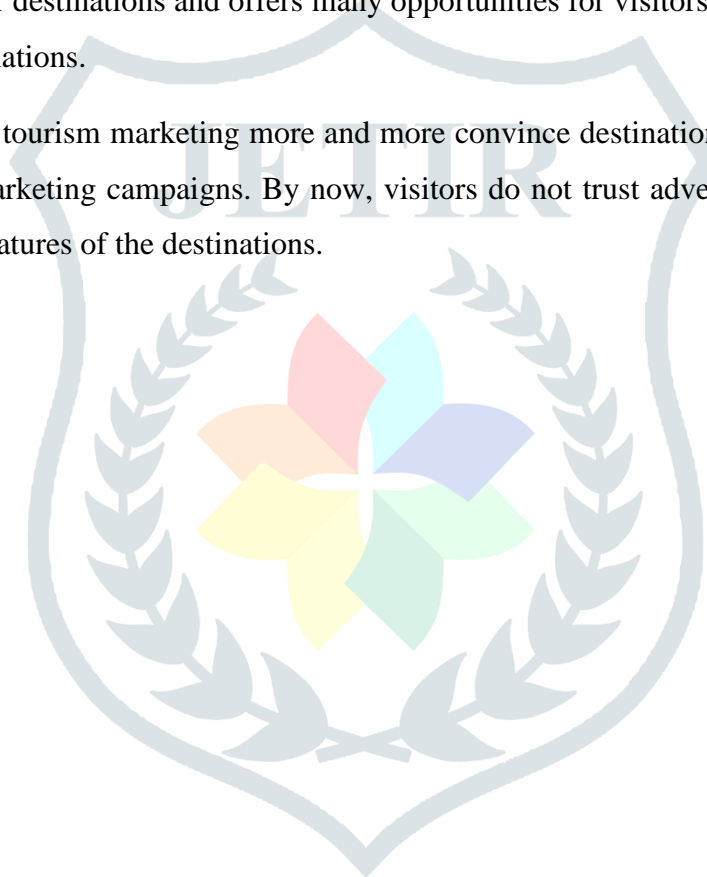 destinations and offers many opportunities for visitors
ations.
tourism marketing more and more convince destination
arketing campaigns. By now, visitors do not trust adve
atures of the destinations.
JETIR